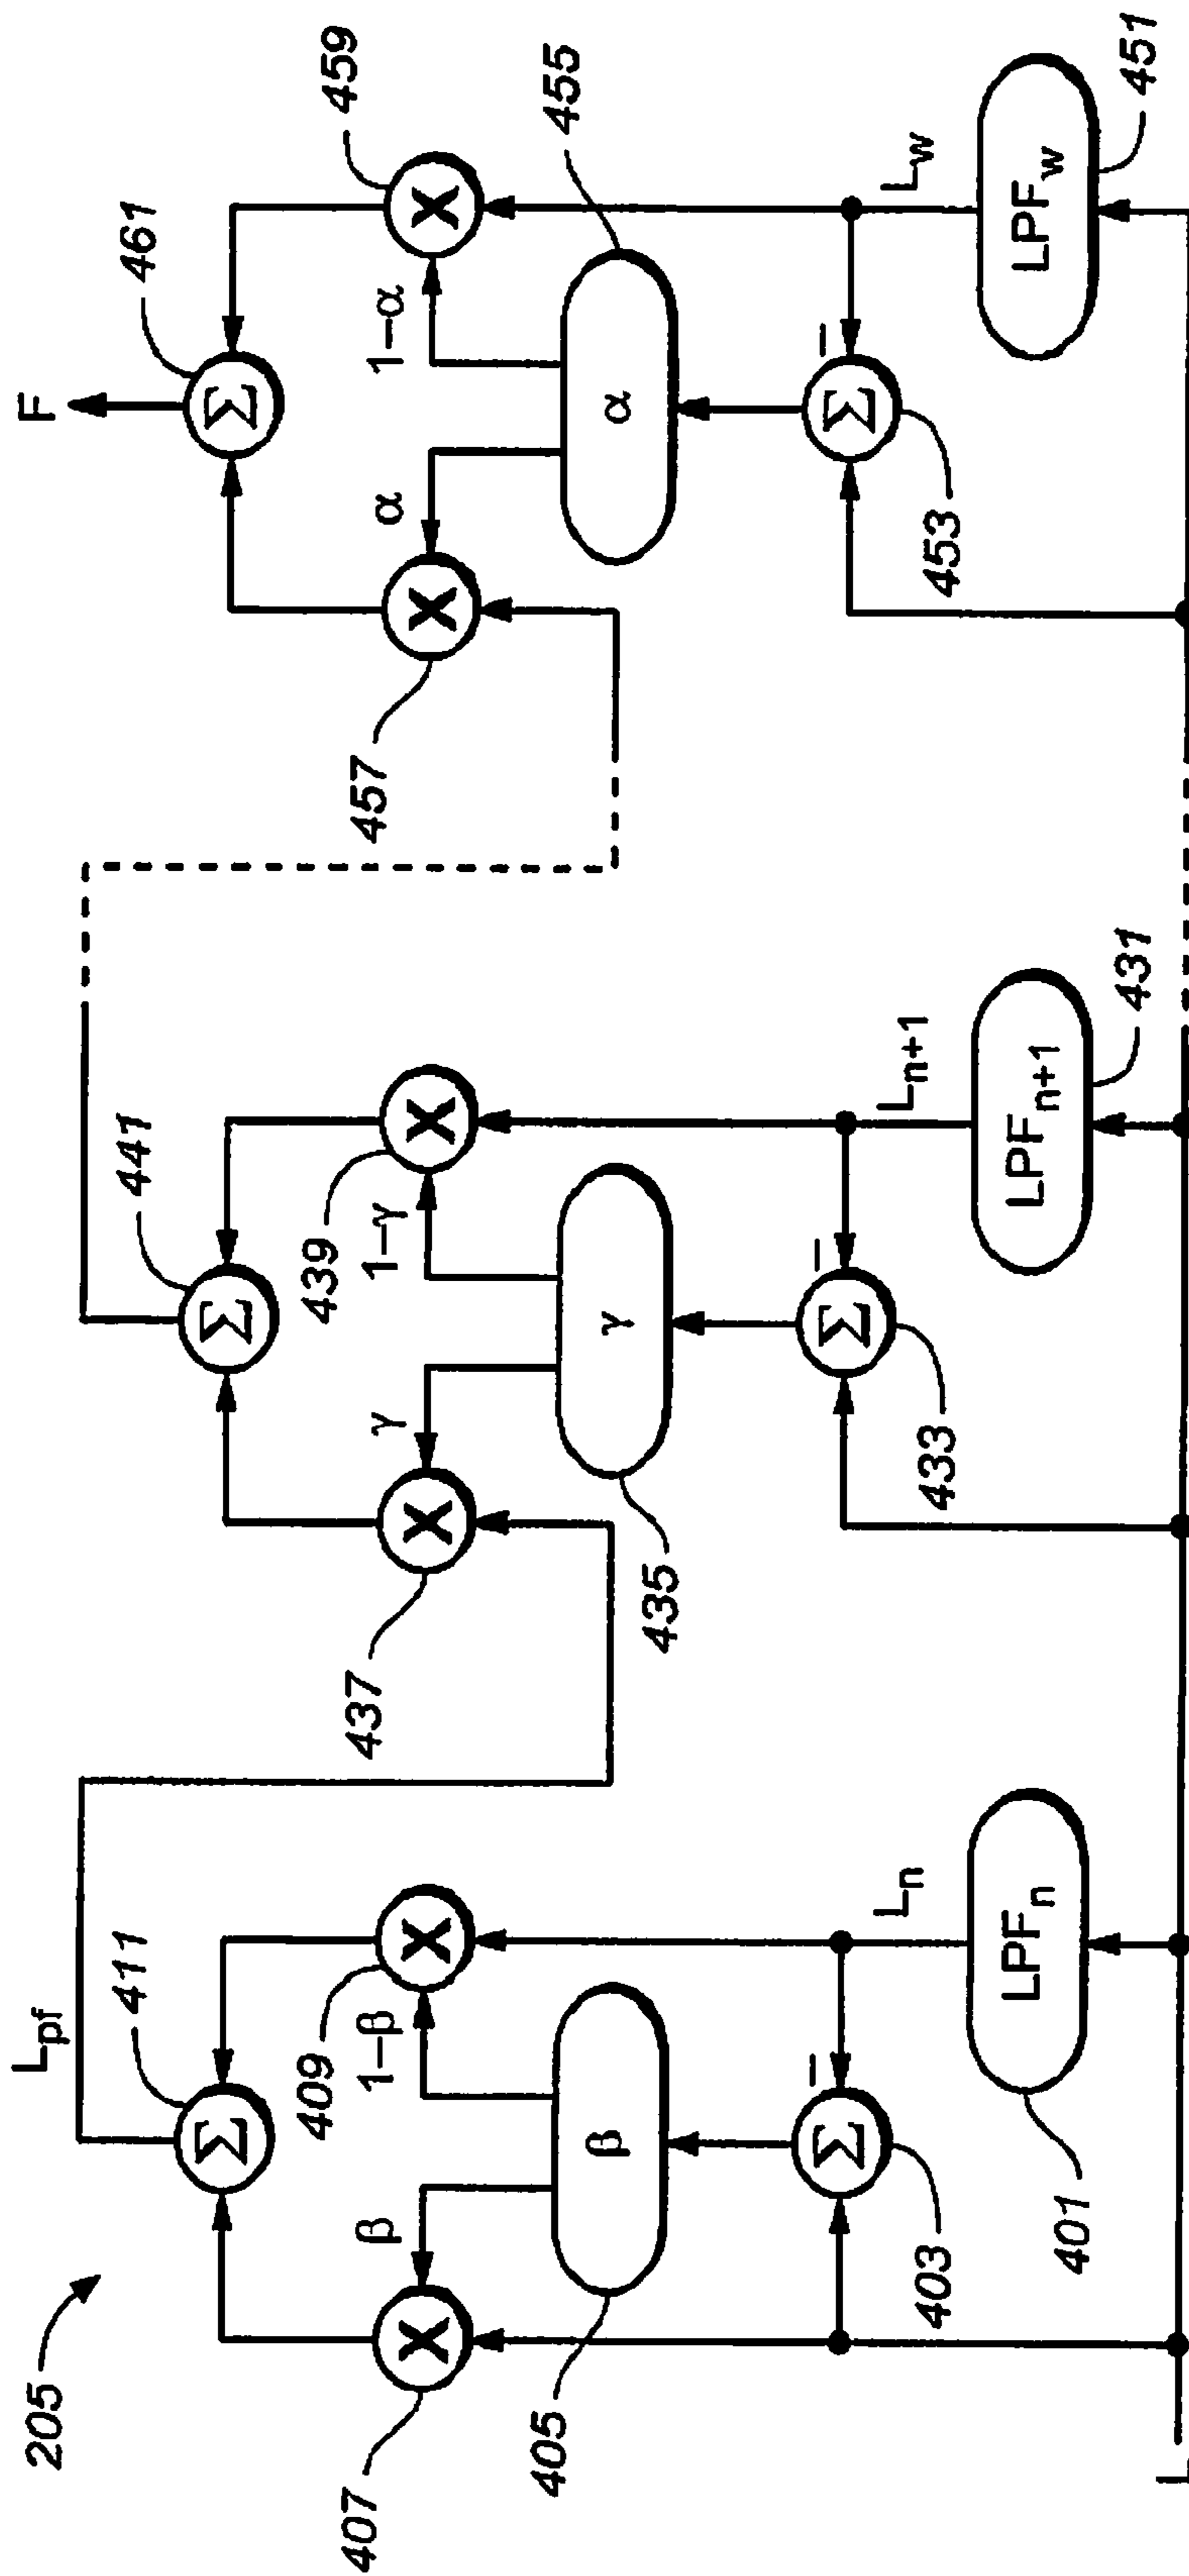 205
L_pf
F
411
441
461
Σ
Σ
Σ
407
X
β
409
1–β
X
437
X
γ
439
1–γ
X
457
X
α
1–α
X
459
405
β
435
γ
α
455
403
Σ
–
L_n
433
Σ
–
L_n+1
453
Σ
–
L_w
401
LPF_n
LPF_n+1
431
LPF_w
451
L